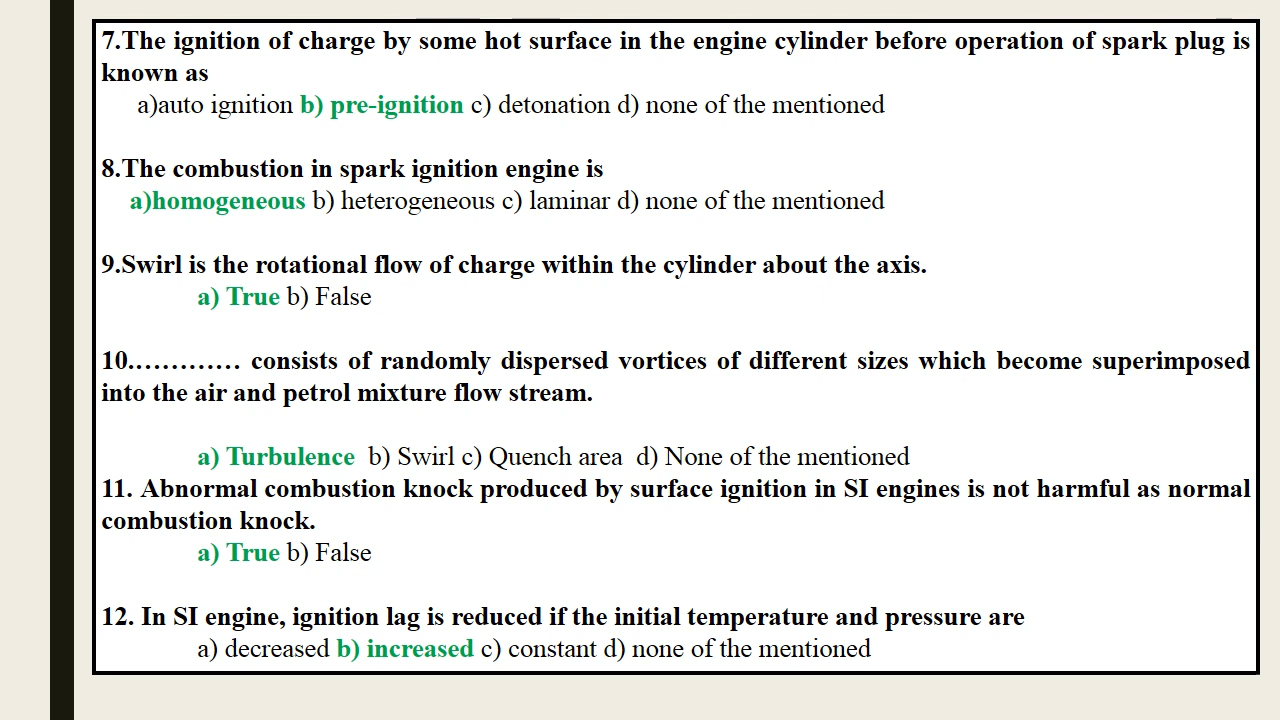 7.The ignition of charge by some hot surface in the engine cylinder before operation of spark plug is
known as
a)auto ignition b) pre-ignition c) detonation d) none of the mentioned
8.The combustion in spark ignition engine is
a)homogeneous b) heterogeneous c) laminar d) none of the mentioned
9.Swirl is the rotational flow of charge within the cylinder about the axis.
a) True b) False
10.………… consists of randomly dispersed vortices of different sizes which become superimposed
into the air and petrol mixture flow stream.
a) Turbulence b) Swirl c) Quench area d) None of the mentioned
11. Abnormal combustion knock produced by surface ignition in SI engines is not harmful as normal
combustion knock.
a) True b) False
12. In SI engine, ignition lag is reduced if the initial temperature and pressure are
a) decreased b) increased c) constant d) none of the mentioned